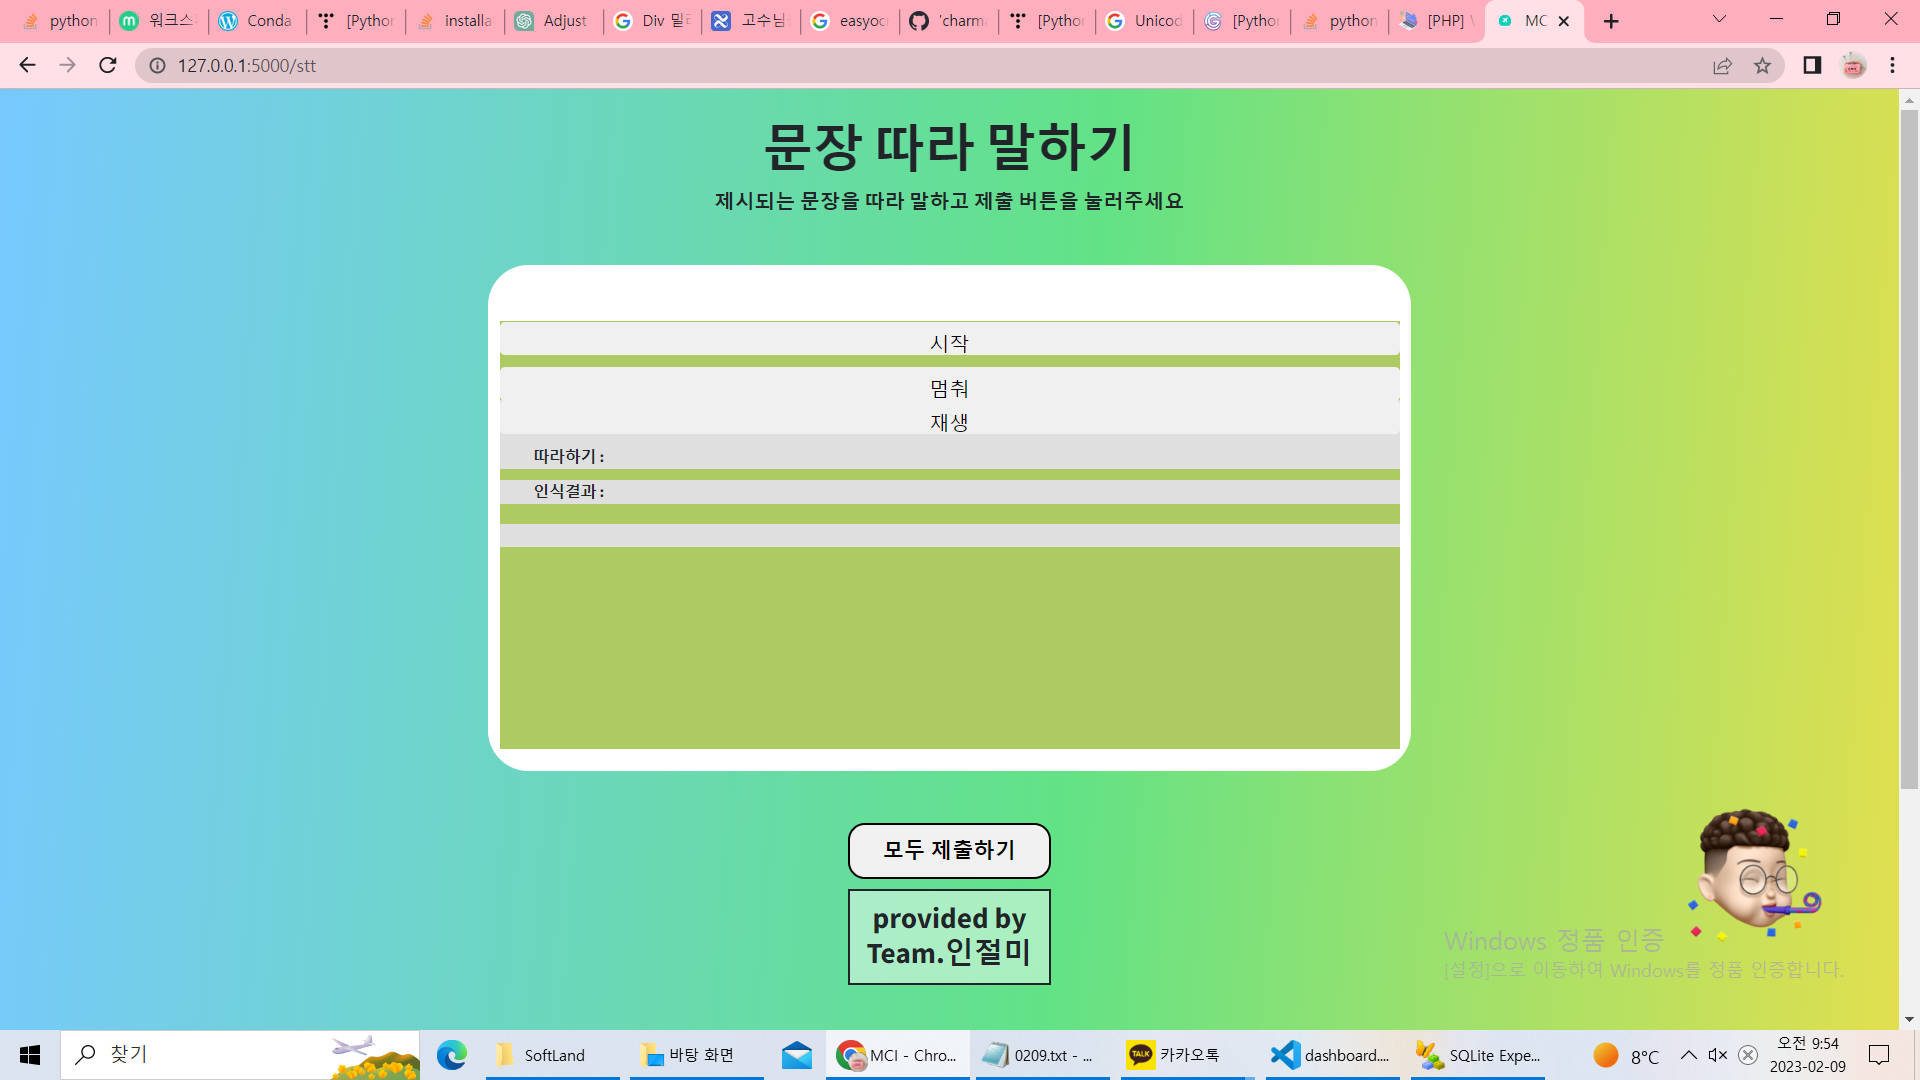 python
워크스
Conda
[Pythor
installa
Adjust
Div 밀
고수님
easyoc
'charm
[Pythor
Unicod
[Pythor
python
[PHP]
MC
127.0.0.1:5000/stt
문장 따라 말하기
제시되는 문장을 따라 말하고 제출 버튼을 눌러주세요
시작
멈춰
재생
따라하기 :
인식결과 :
모두 제출하기
provided by
Team.인절미
Windows 정품 인증
[설정]으로 이동하여 Windows를 정품 인증합니다.
찾기
SoftLand
바탕 화면
MCI - Chro...
0209.txt - ...
TALK
카카오톡
dashboard....
SQLite Expe...
8°C
오전 9:54
2023-02-09